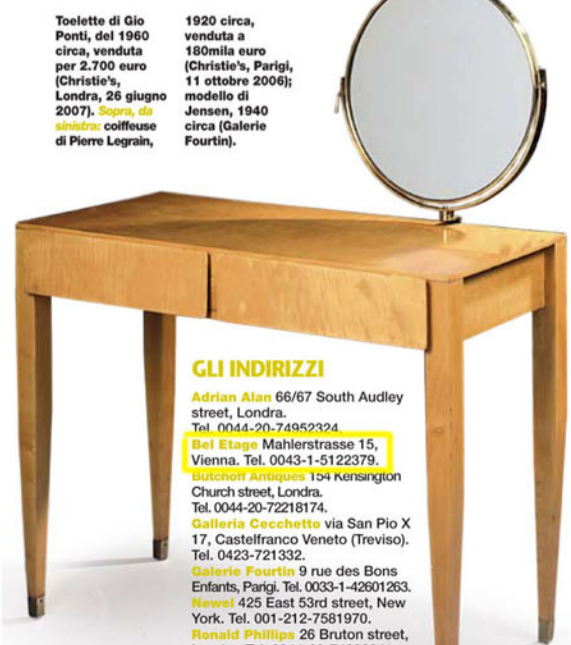 Toelette di Gio
Ponti, del 1960
circa, venduta
per 2.700 euro
(Christie's,
Londra, 26 giugno
2007). Sopra, da
sinistra: coiffeuse
di Pierre Legrain,
1920 circa,
venduta a
180mila euro
(Christie's, Parigi,
11 ottobre 2006);
modello di
Jensen, 1940
circa (Galerie
Fourtin).
GLI INDIRIZZI
Adrian Alan 66/67 South Audley
street, Londra.
Tel. 0044-20-74952324.
Bel Etage Mahlerstrasse 15,
Vienna. Tel. 0043-1-5122379.
Butchoff Antiques 154 Kensington
Church street, Londra.
Tel. 0044-20-72218174.
Galleria Cecchetto via San Pio X
17, Castelfranco Veneto (Treviso).
Tel. 0423-721332.
Galerie Fourtin 9 rue des Bons
Enfants, Parigi. Tel. 0033-1-42601263.
Newel 425 East 53rd street, New
York. Tel. 001-212-7581970.
Ronald Phillips 26 Bruton street,